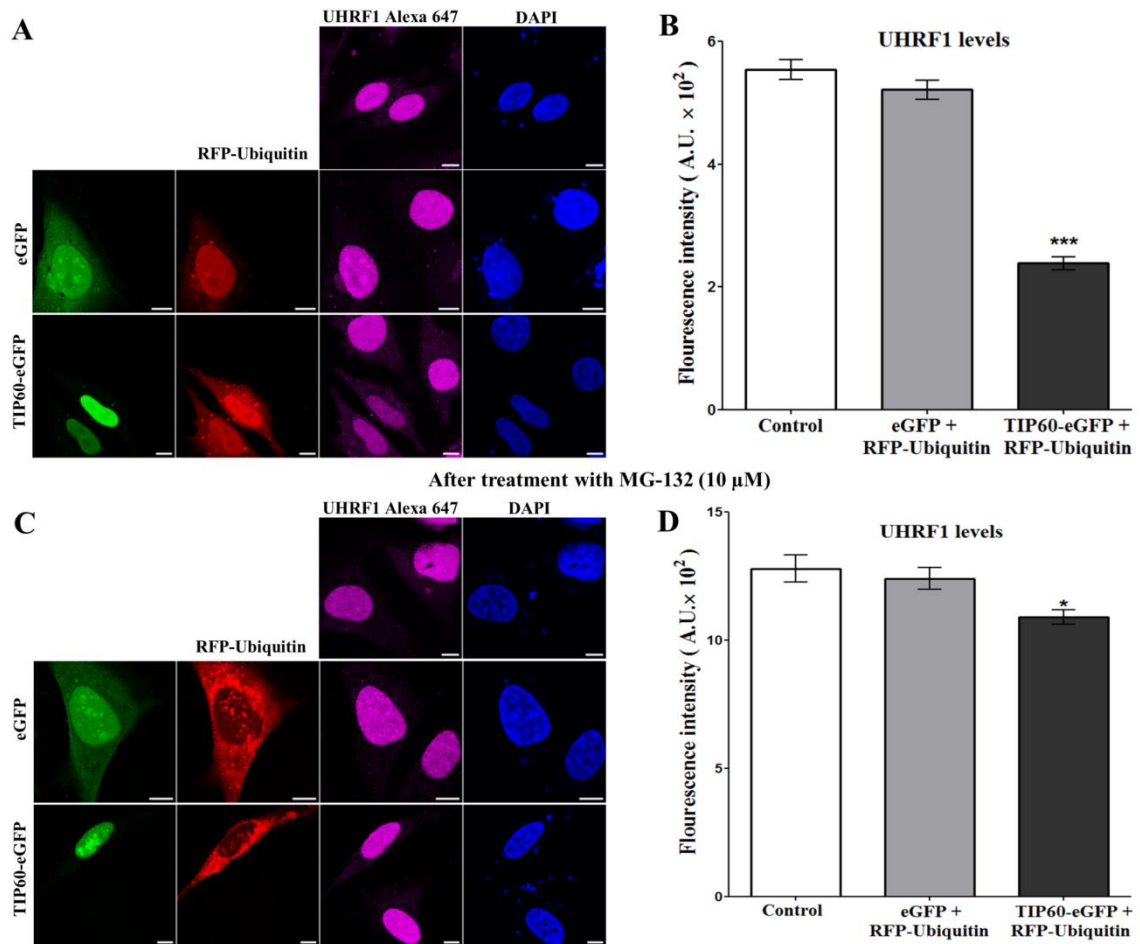 A
UHRF1 Alexa 647
DAPI
RFP-Ubiquitin
eGFP
TIP60-eGFP
B
UHRF1 levels
Flourescence intensity ( A.U. × 10²)
6
4
2
0
***
Control
eGFP +
RFP-Ubiquitin
TIP60-eGFP +
RFP-Ubiquitin
After treatment with MG-132 (10 µM)
C
UHRF1 Alexa 647
DAPI
RFP-Ubiquitin
eGFP
TIP60-eGFP
D
UHRF1 levels
Flourescence intensity ( A.U.× 10²)
15
10
5
0
*
Control
eGFP +
RFP-Ubiquitin
TIP60-eGFP +
RFP-Ubiquitin